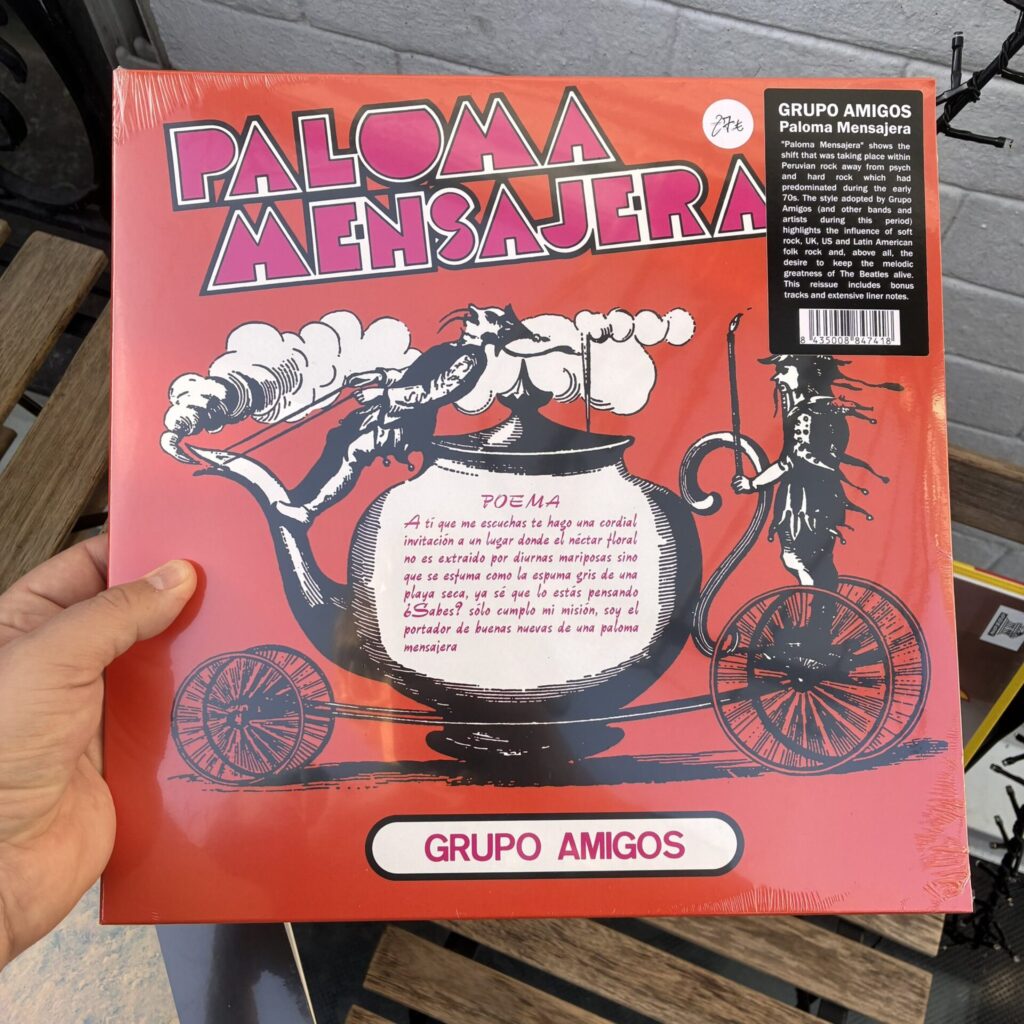 PALOMA
MENSAJERA
27€
GRUPO AMIGOS
Paloma Mensajera
"Paloma Mensajera" shows the
shift that was taking place within
Peruvian rock away from psych
and hard rock which had
predominated during the early
70s. The style adopted by Grupo
Amigos (and other bands and
artists during this period)
highlights the influence of soft
rock, UK, US and Latin American
folk rock and, above all, the
desire to keep the melodic
greatness of The Beatles alive.
This reissue includes bonus
tracks and extensive liner notes.
8 435008 847418
POEMA
A ti que me escuchas te hago una cordial
invitación a un lugar donde el néctar floral
no es extraido por diurnas mariposas sino
que se esfuma como la espuma gris de una
playa seca, ya sé que lo estás pensando
¿Sabes? sólo cumplo mi misión, soy el
portador de buenas nuevas de una paloma
mensajera
GRUPO AMIGOS